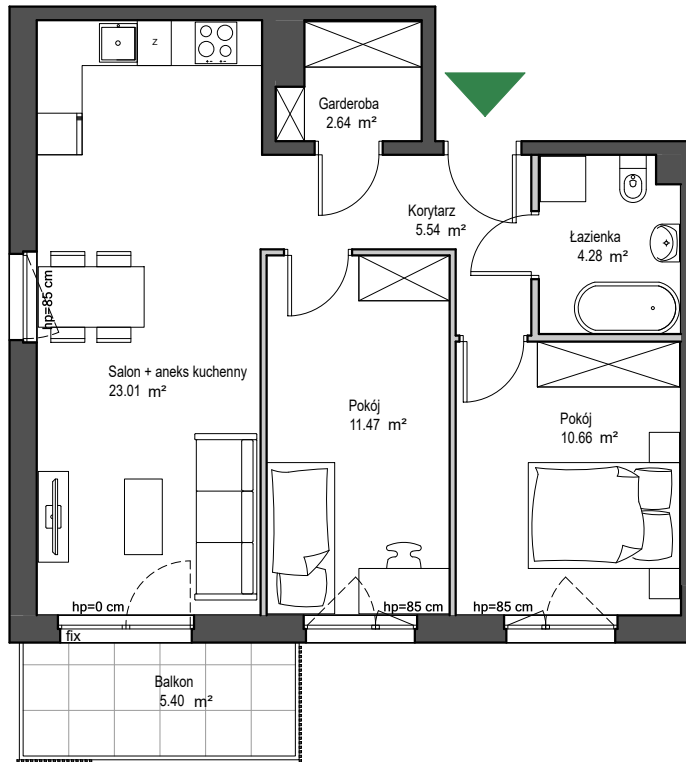 z
Garderoba
2.64 m²
Korytarz
5.54 m²
Łazienka
4.28 m²
hp=85 cm
Salon + aneks kuchenny
23.01 m²
Pokój
11.47 m²
Pokój
10.66 m²
hp=0 cm
hp=85 cm
hp=85 cm
fix
Balkon
5.40 m²